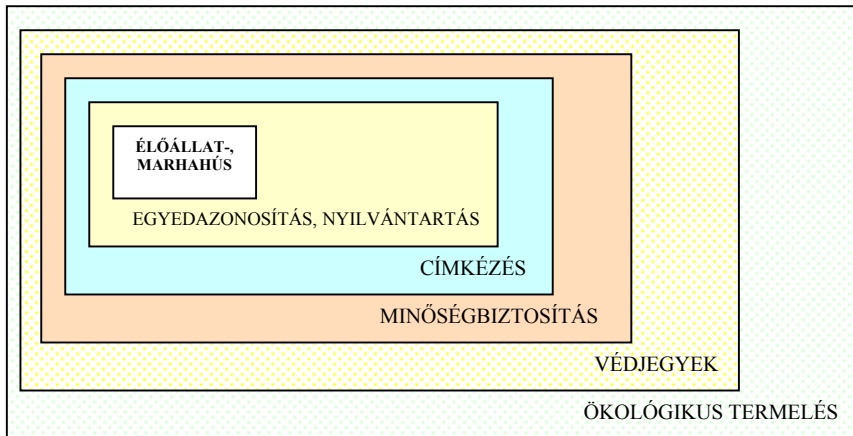 ÉLŐÁLLAT-,
MARHAHÚS
EGYEDAZONOSÍTÁS, NYILVÁNTARTÁS
CÍMKÉZÉS
MINŐSÉGBIZTOSÍTÁS
VÉDJEGYEK
ÖKOLÓGIKUS TERMELÉS